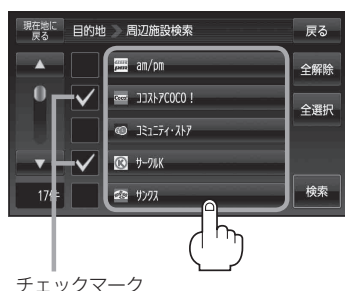 現在地に
戻る
目的地 周辺施設検索
戻る
am/pm
全解除
ココストアCOCO!
全選択
コミュニティ・ストア
サークルK
サンクス
検索
チェックマーク